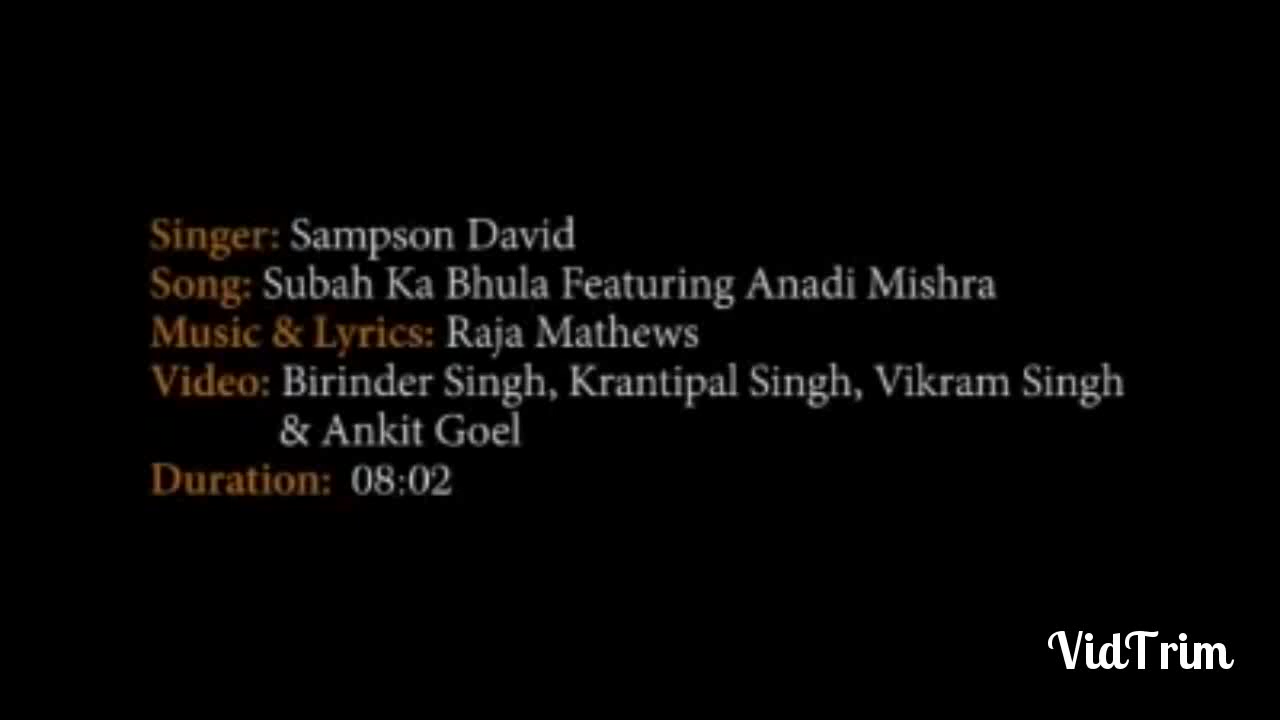 Singer: Sampson David
Song: Subah Ka Bhula Featuring Anadi Mishra
Music & Lyrics: Raja Mathews
Video: Birinder Singh, Krantipal Singh, Vikram Singh
& Ankit Goel
Duration: 08:02
VidTrim